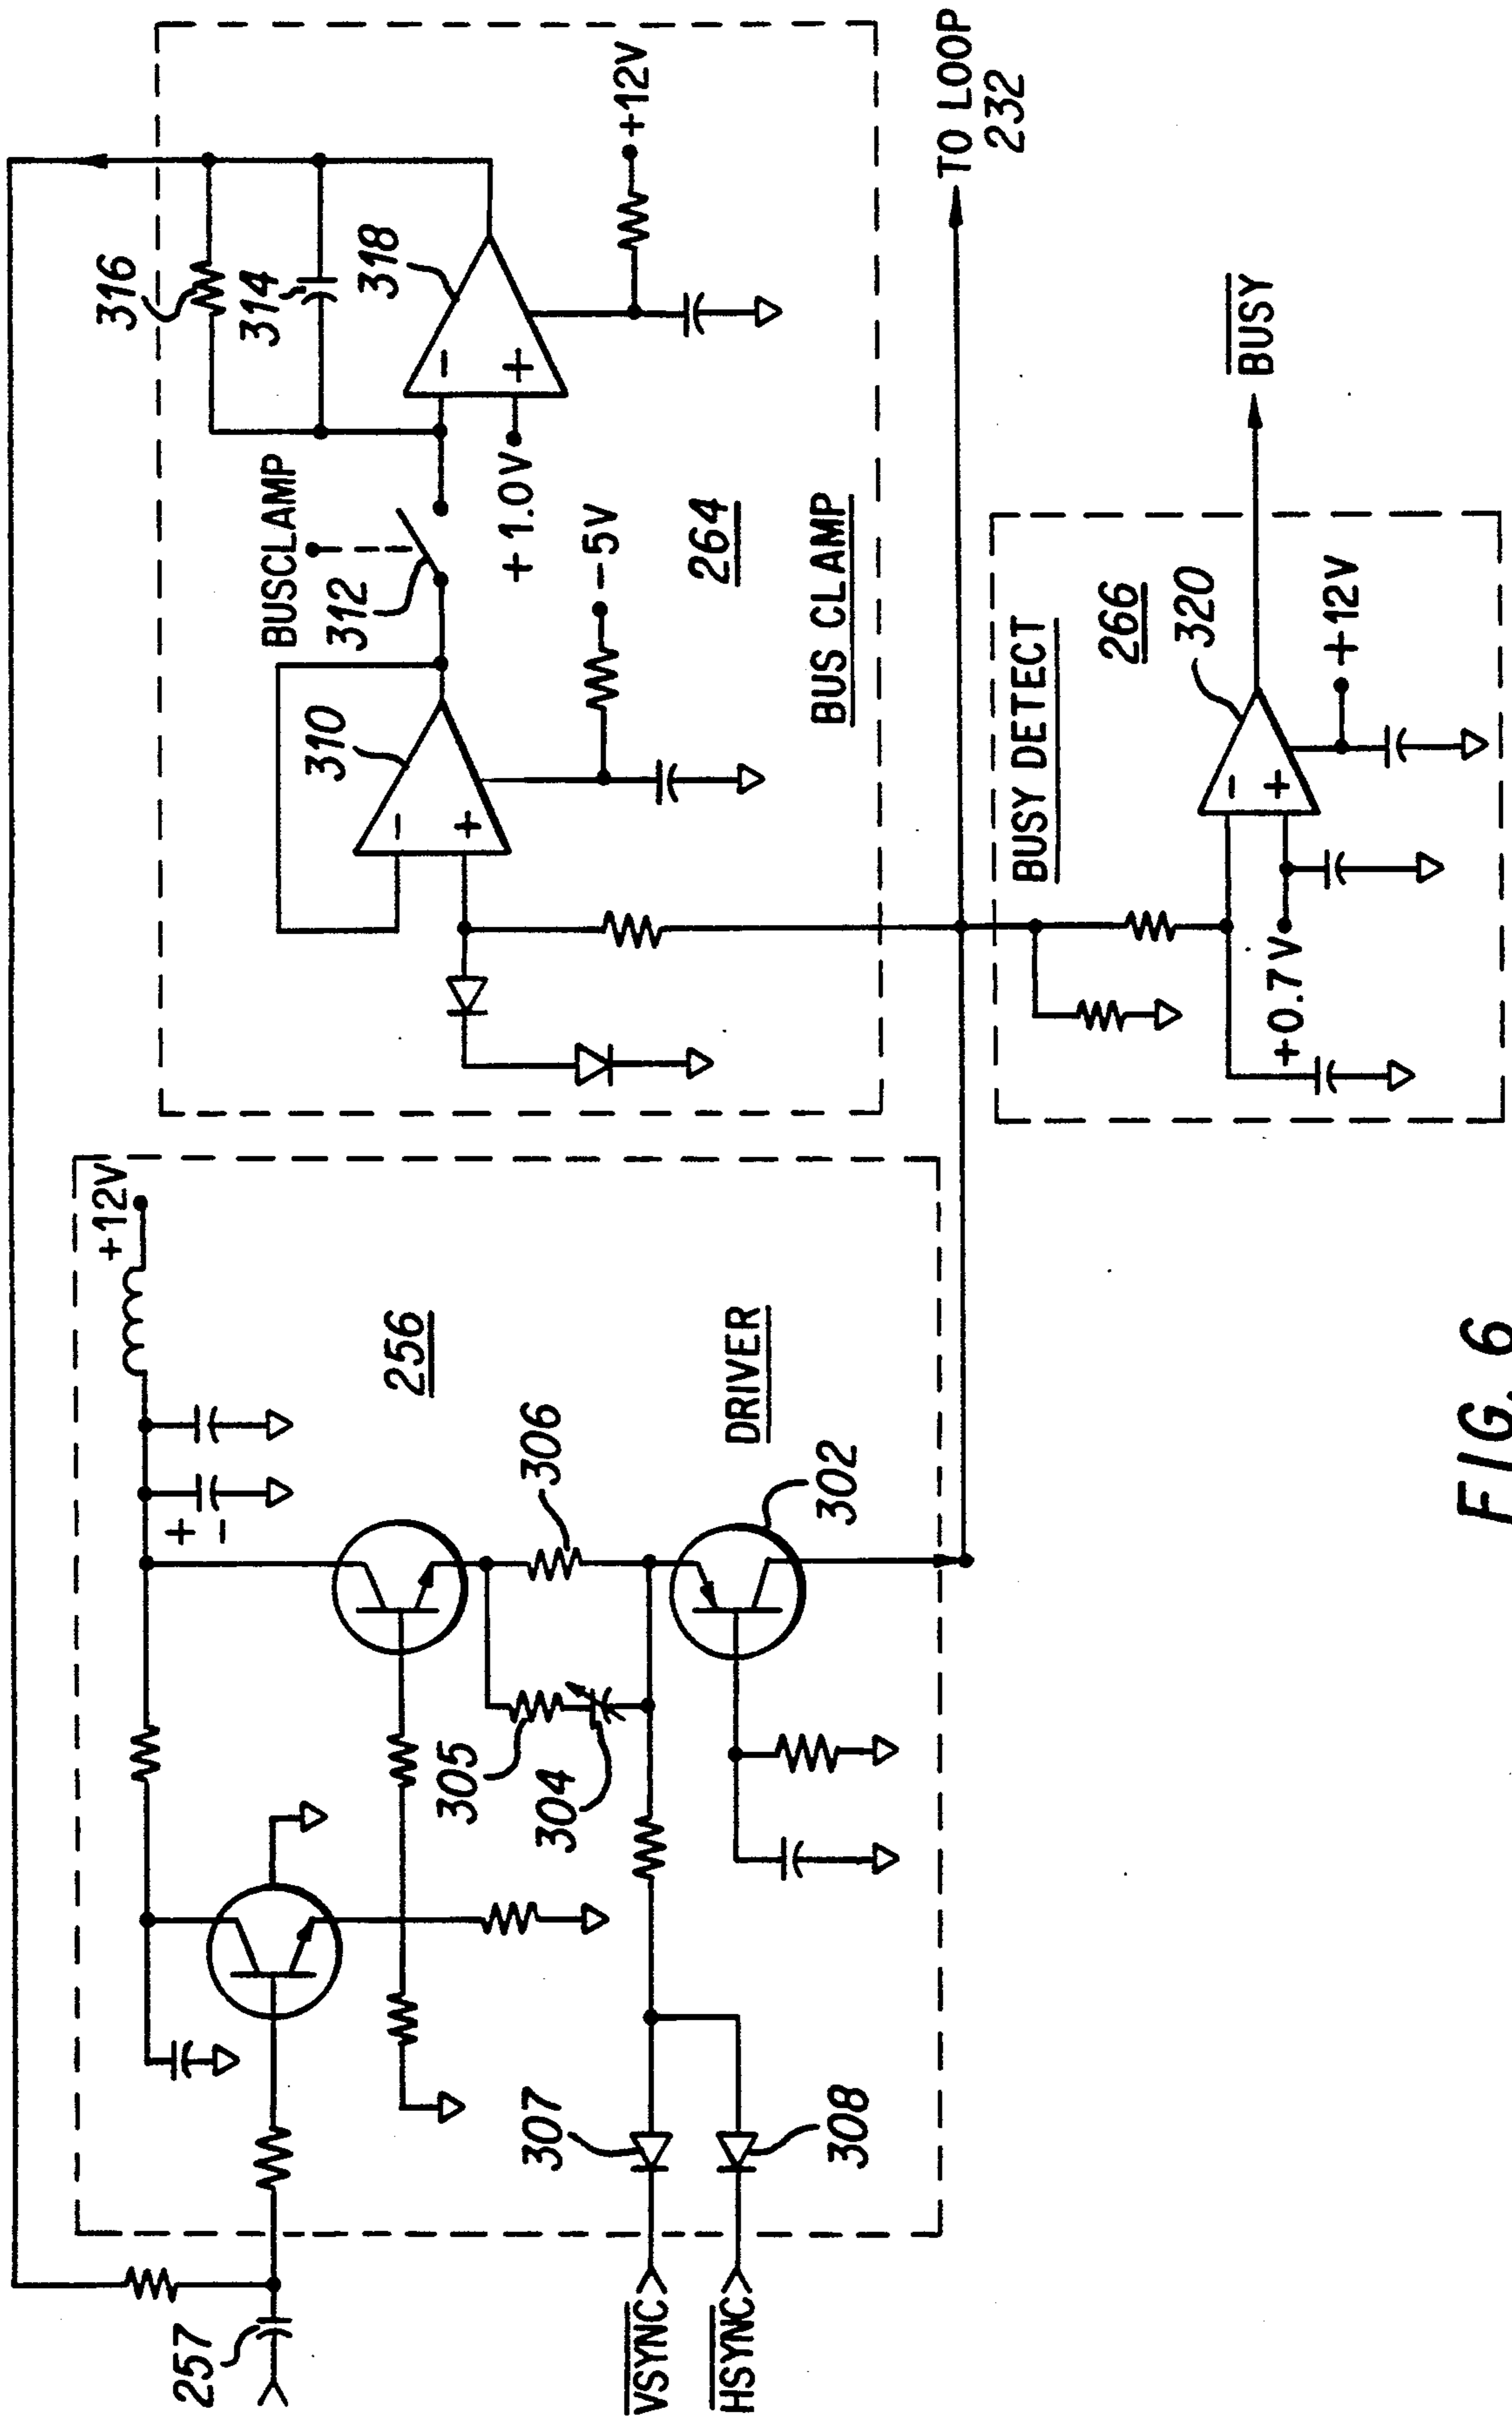 257
VSYNC
HSYNC
307
308
+12V
+
-
256
305
304
306
DRIVER
302
310
-
+
-5V
BUSCLAMP
312
+1.0V
316
314
318
-
+
+12V
264
BUS CLAMP
TO LOOP
232
BUSY DETECT
266
320
-
+
+0.7V
+12V
BUSY
FIG. 6